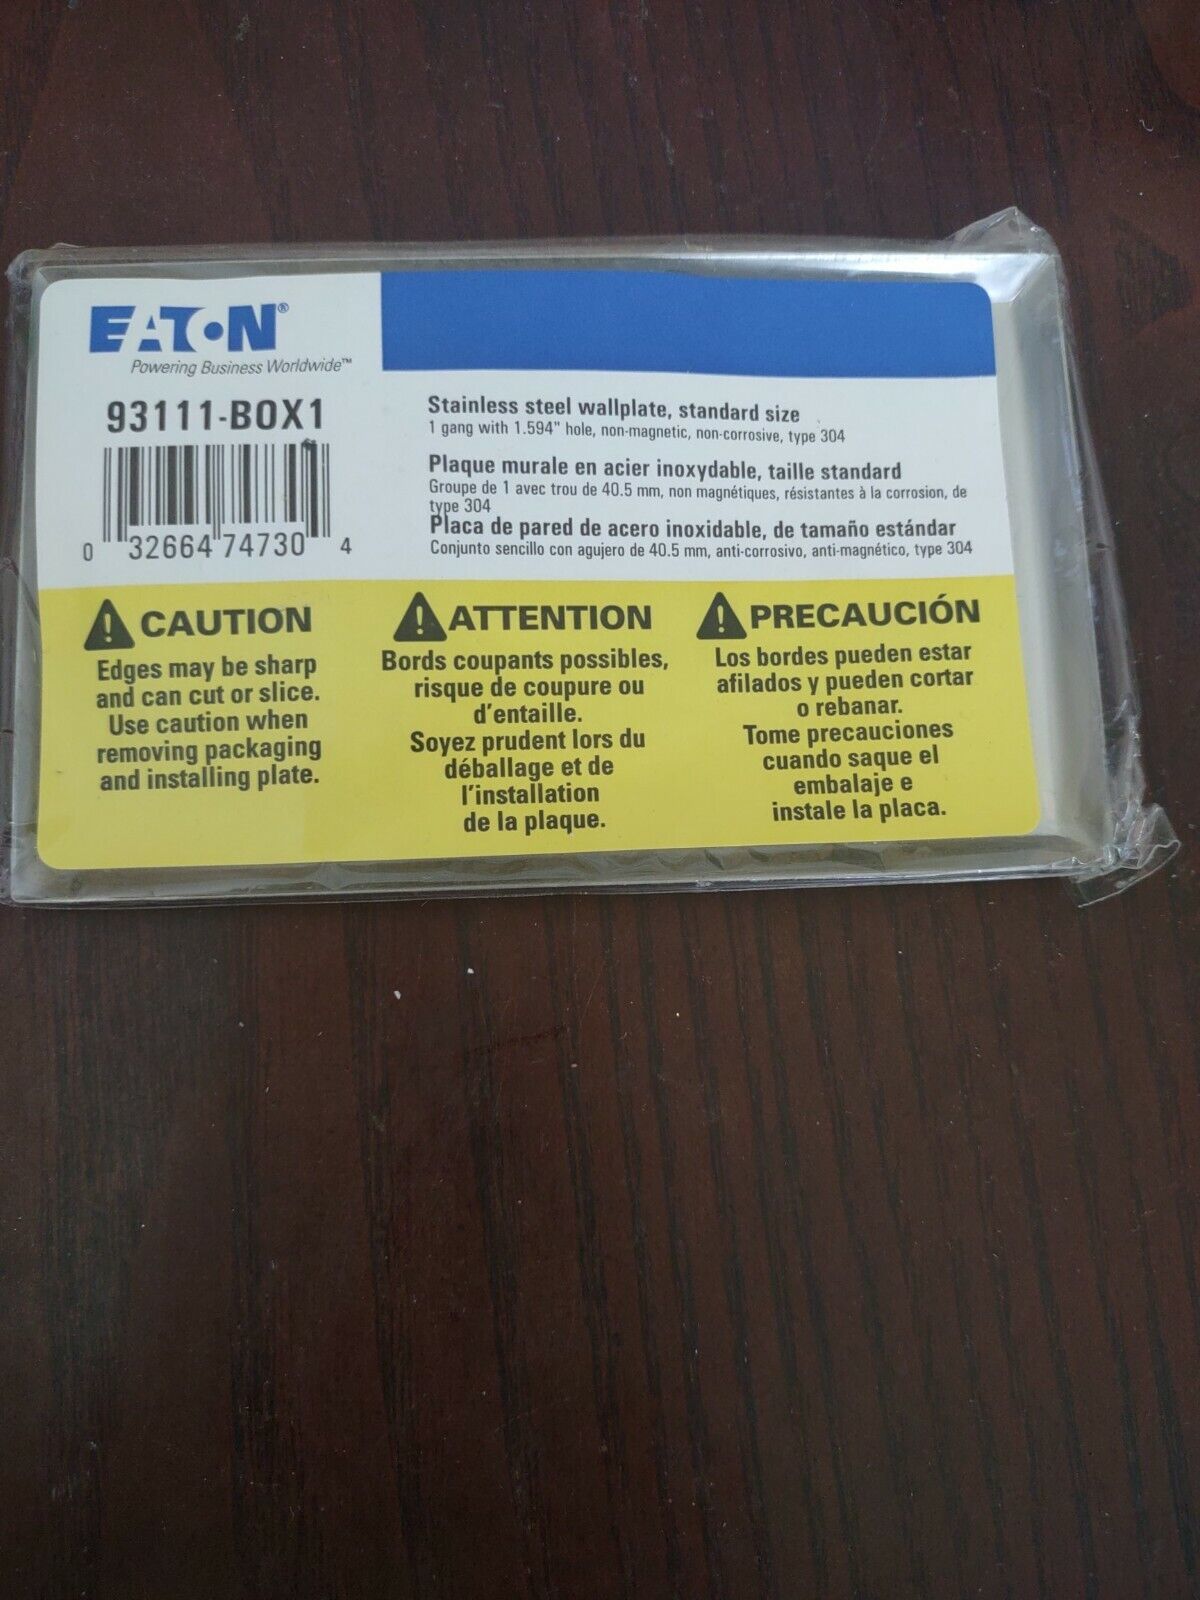 EATON®
Powering Business Worldwide™
93111-BOX1
0 32664 74730 4
Stainless steel wallplate, standard size
1 gang with 1.594" hole, non-magnetic, non-corrosive, type 304
Plaque murale en acier inoxydable, taille standard
Groupe de 1 avec trou de 40.5 mm, non magnétiques, résistantes à la corrosion, de
type 304
Placa de pared de acero inoxidable, de tamaño estándar
Conjunto sencillo con agujero de 40.5 mm, anti-corrosivo, anti-magnético, type 304
CAUTION
Edges may be sharp
and can cut or slice.
Use caution when
removing packaging
and installing plate.
ATTENTION
Bords coupants possibles,
risque de coupure ou
d'entaille.
Soyez prudent lors du
déballage et de
l'installation
de la plaque.
PRECAUCIÓN
Los bordes pueden estar
afilados y pueden cortar
o rebanar.
Tome precauciones
cuando saque el
embalaje e
instale la placa.